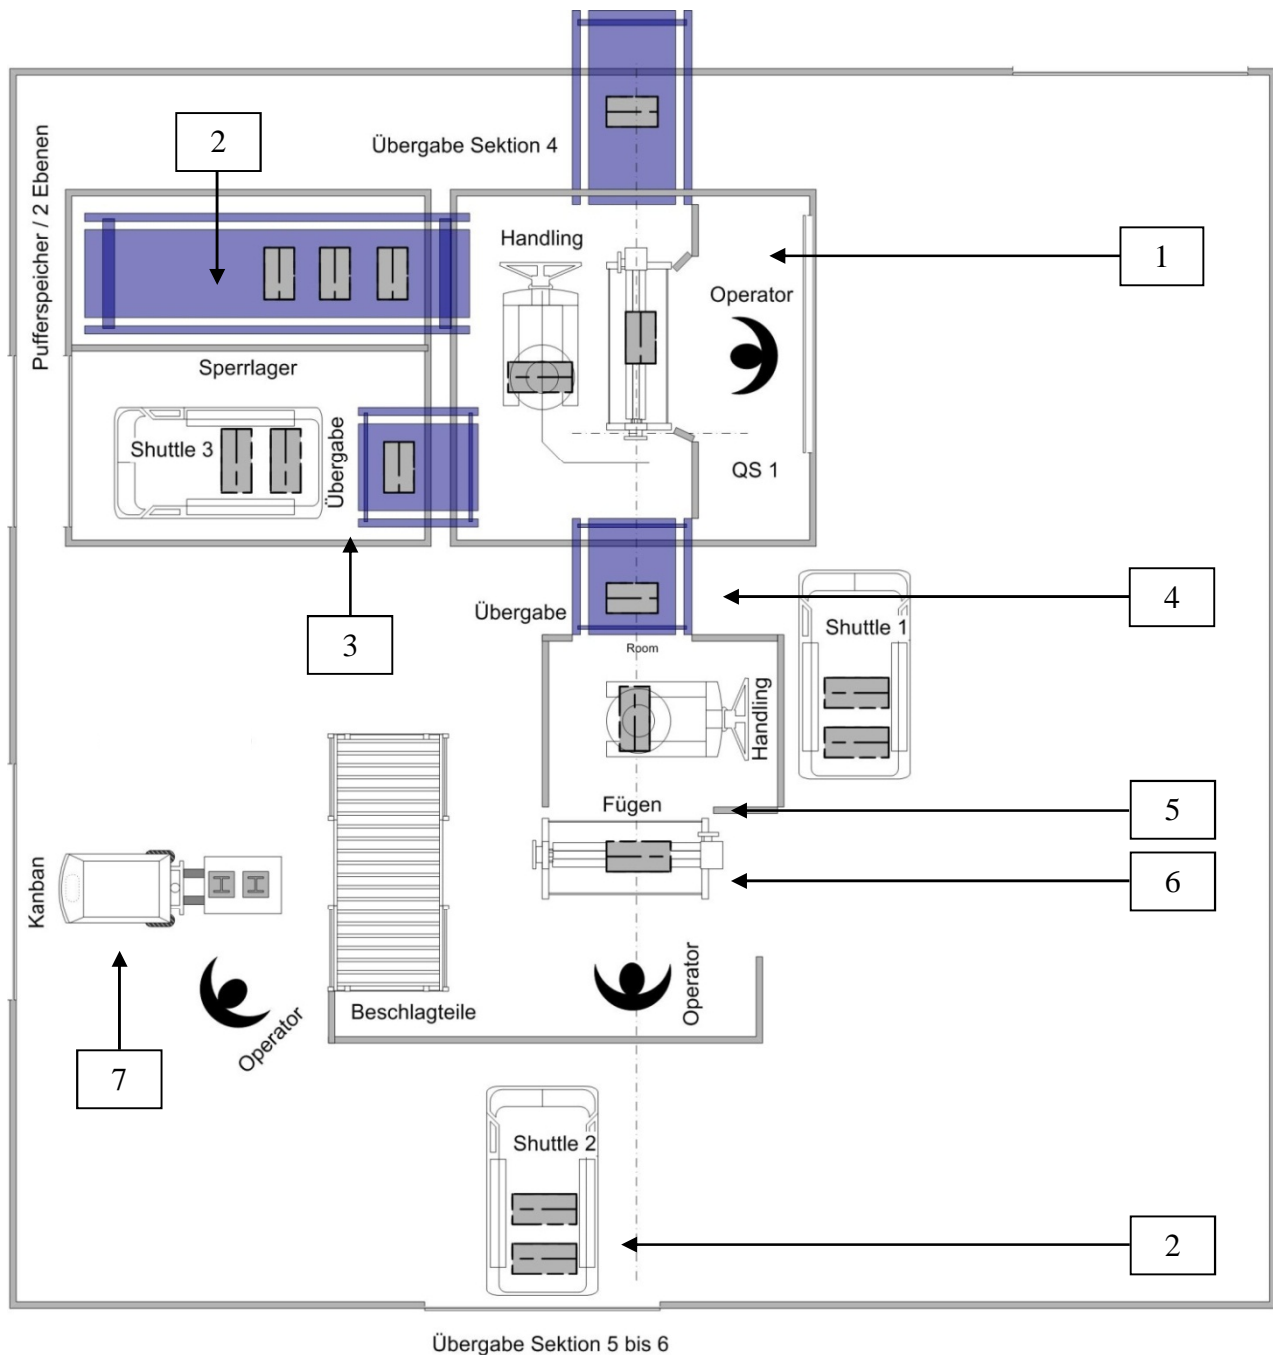 Übergabe Sektion 4
2
Pufferspeicher / 2 Ebenen
Handling
1
Operator
Sperrlager
Shuttle 3
Übergabe
QS 1
3
Übergabe
4
Shuttle 1
Room
Handling
Fügen
5
6
Kanban
Operator
7
Beschlagteile
Operator
Shuttle 2
2
Übergabe Sektion 5 bis 6